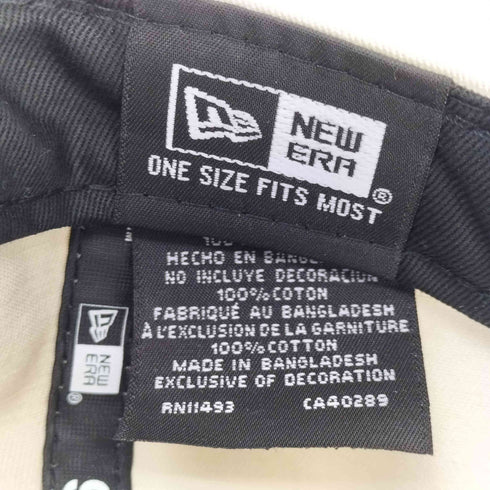 NEW
ERA®
ONE SIZE FITS MOST
HECHO EN BANGL
NO INCLUYE DECORACION
100% COTON
FABRIQUÉ AU BANGLADESH
À L'EXCLUSION DE LA GARNITURE
100% COTTON
MADE IN BANGLADESH
EXCLUSIVE OF DECORATION
RN11493 CA40289
NEW
ERA®